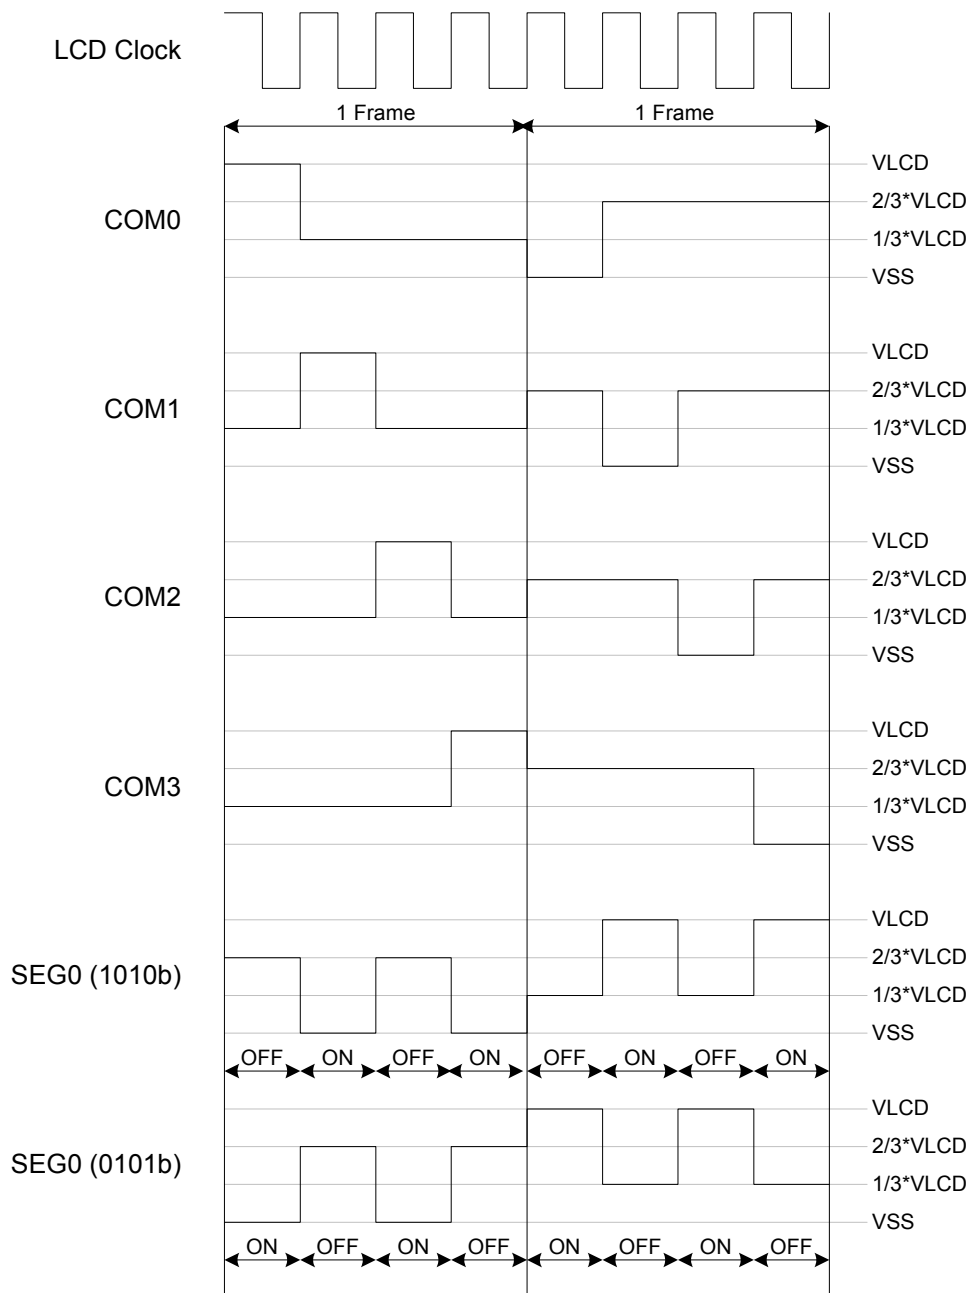 LCD Clock
1 Frame 1 Frame
VLCD
2/3*VLCD
COM0
1/3*VLCD
VSS
VLCD
2/3*VLCD
COM1
1/3*VLCD
VSS
VLCD
2/3*VLCD
COM2
1/3*VLCD
VSS
VLCD
2/3*VLCD
COM3
1/3*VLCD
VSS
VLCD
2/3*VLCD
SEG0 (1010b)
1/3*VLCD
VSS
OFF ON OFF ON OFF ON OFF ON
VLCD
2/3*VLCD
SEG0 (0101b)
1/3*VLCD
VSS
ON OFF ON OFF ON OFF ON OFF